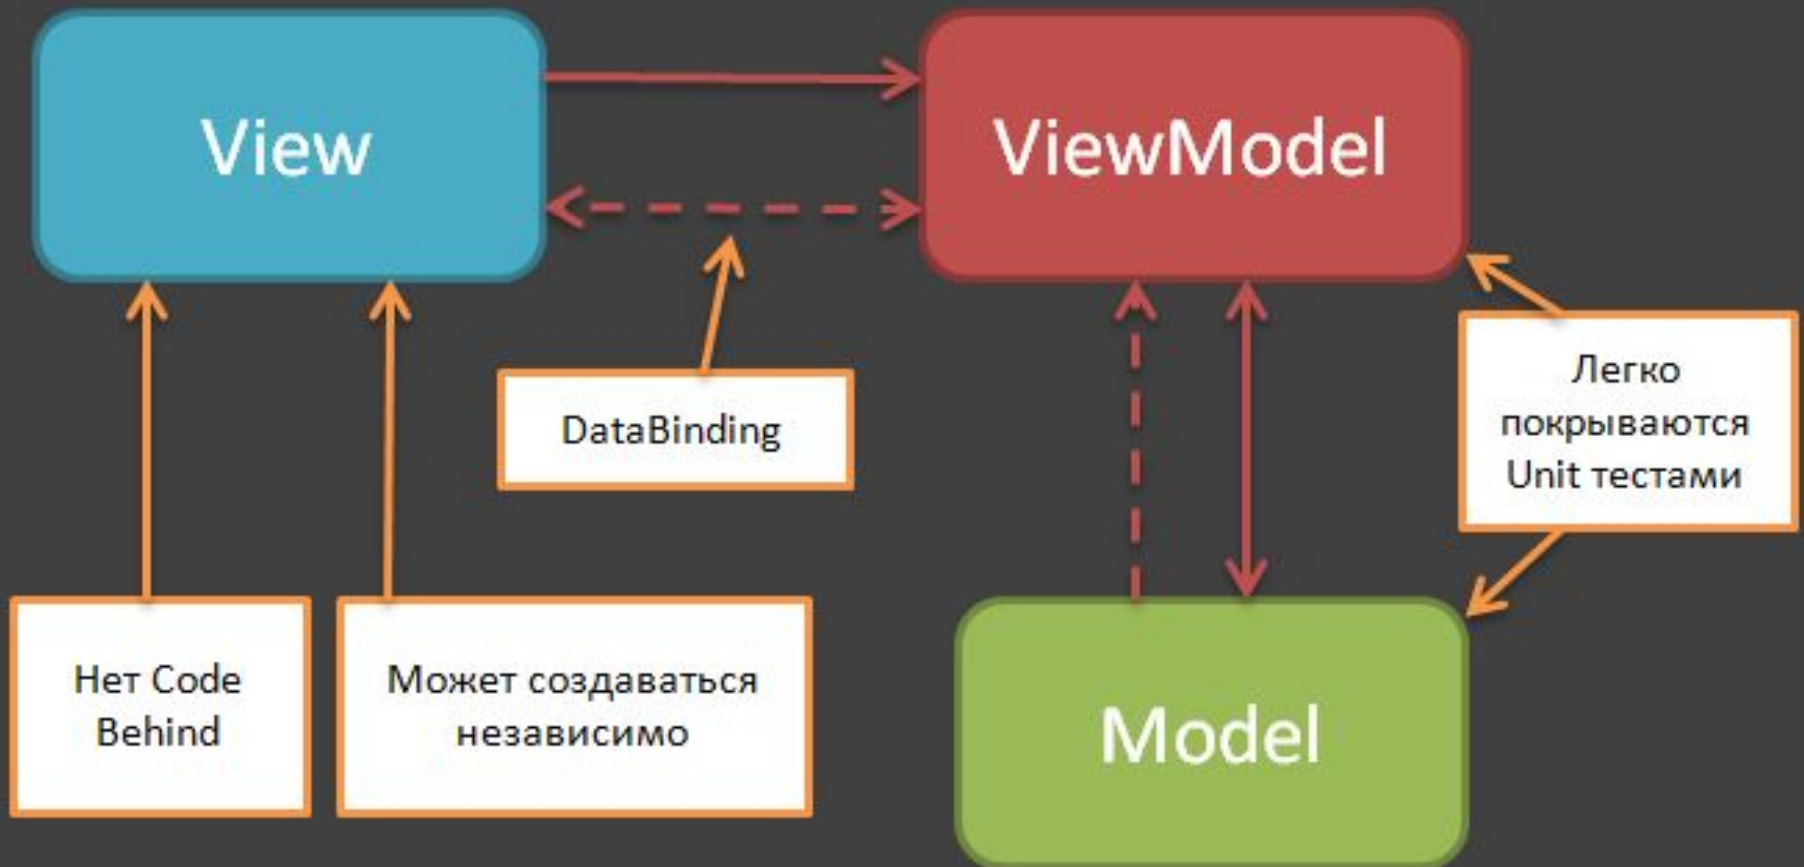 View
ViewModel
DataBinding
Легко
покрываются
Unit тестами
Нет Code
Behind
Может создаваться
независимо
Model